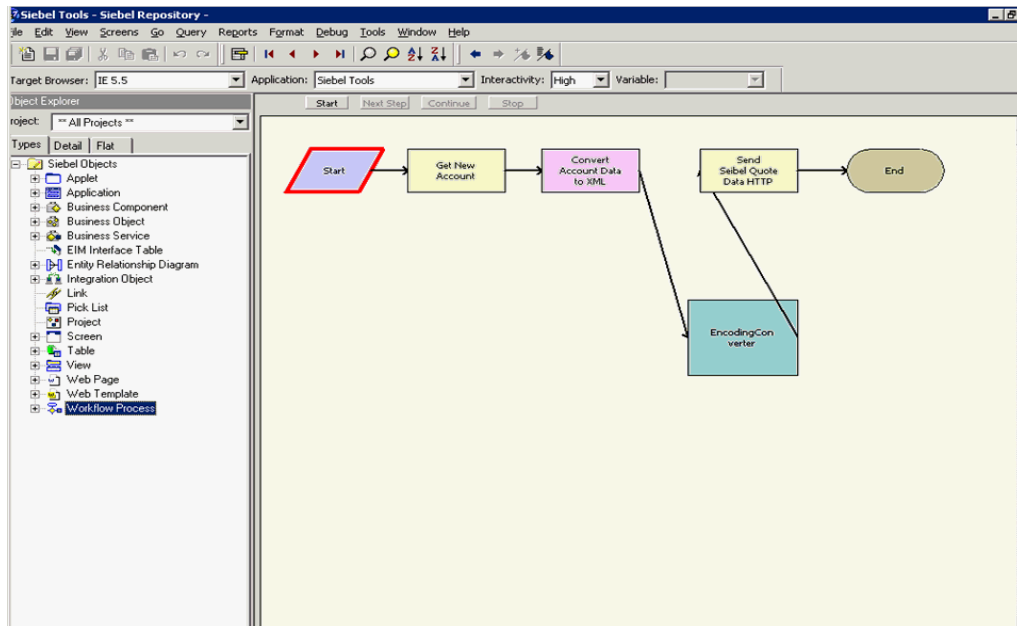 Siebel Tools - Siebel Repository -
ile Edit View Screens Go Query Reports Format Debug Tools Window Help
Target Browser: IE 5.5 Application: Siebel Tools Interactivity: High Variable:
bject Explorer
Start Next Step Continue Stop
roject: ** All Projects **
Types Detail Flat
Siebel Objects
Applet
Application
Business Component
Business Object
Business Service
EIM Interface Table
Entity Relationship Diagram
Integration Object
Link
Pick List
Project
Screen
Table
View
Web Page
Web Template
Workflow Process
Start
Get New
Account
Convert
Account Data
to XML
EncodingCon
verter
Send
Seibel Quote
Data HTTP
End